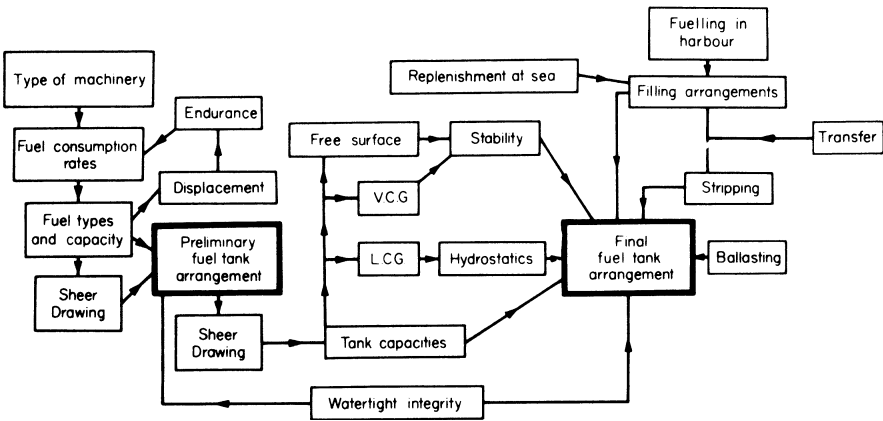 Type of machinery
Fuel consumption
rates
Fuel types
and capacity
Sheer
Drawing
Endurance
Displacement
Preliminary
fuel tank
arrangement
Sheer
Drawing
Free surface
Stability
V.C.G
L.C.G
Hydrostatics
Tank capacities
Watertight integrity
Replenishment at sea
Fuelling in
harbour
Filling arrangements
Transfer
Stripping
Final
fuel tank
arrangement
Ballasting